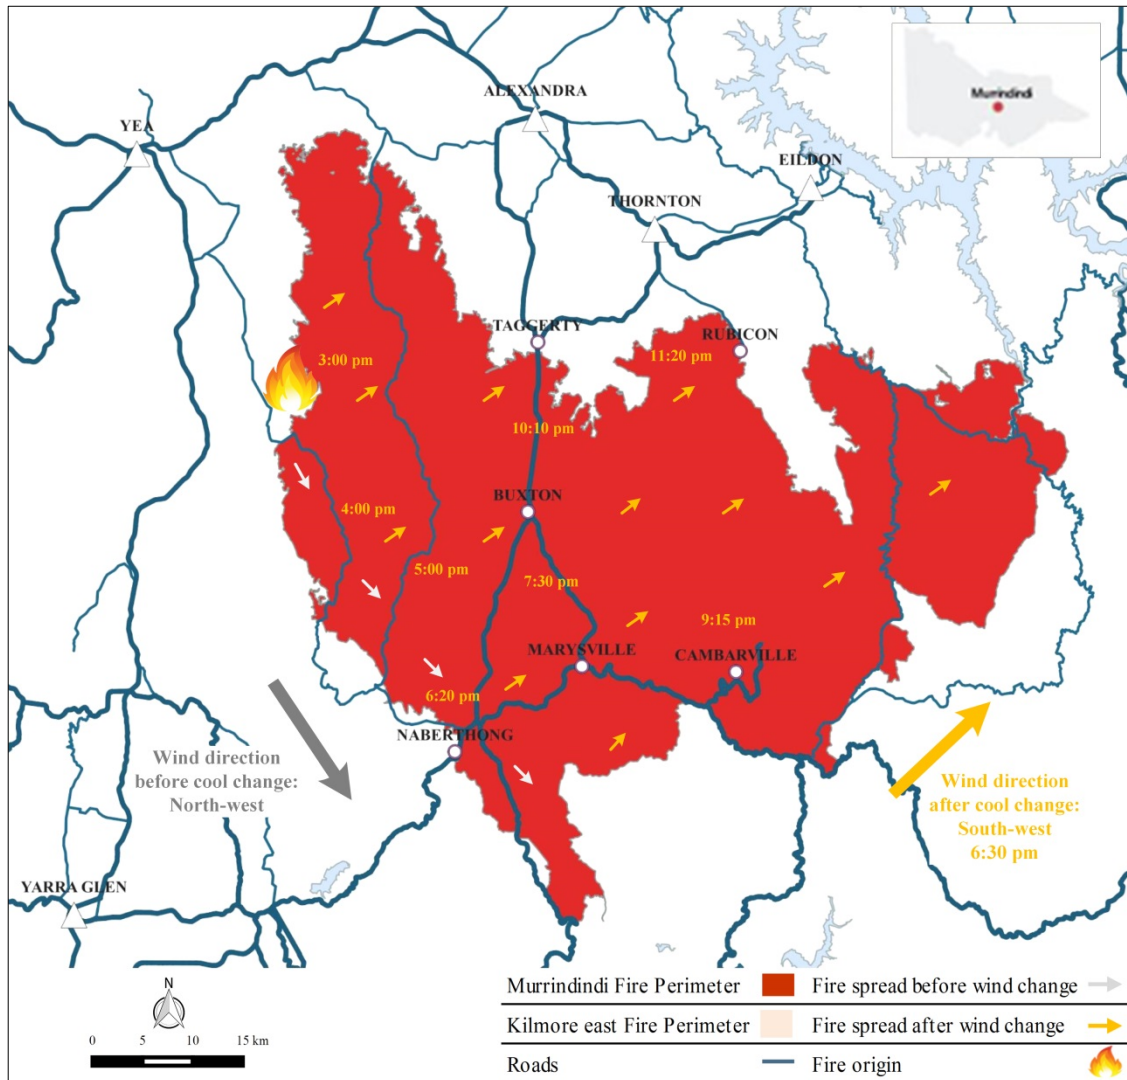 Murrindindi
ALEXANDRA
YEA
EILDON
THORNTON
TAGGERTY
RUBICON
11:20 pm
3:00 pm
10:10 pm
BUXTON
4:00 pm
5:00 pm
7:30 pm
9:15 pm
MARYSVILLE
CAMBARVILLE
6:20 pm
NABERTHONG
Wind direction
before cool change:
North-west
Wind direction
after cool change:
South-west
6:30 pm
YARRA GLEN
N
0 5 10 15 km
Murrindindi Fire Perimeter Fire spread before wind change
Kilmore east Fire Perimeter Fire spread after wind change
Roads Fire origin